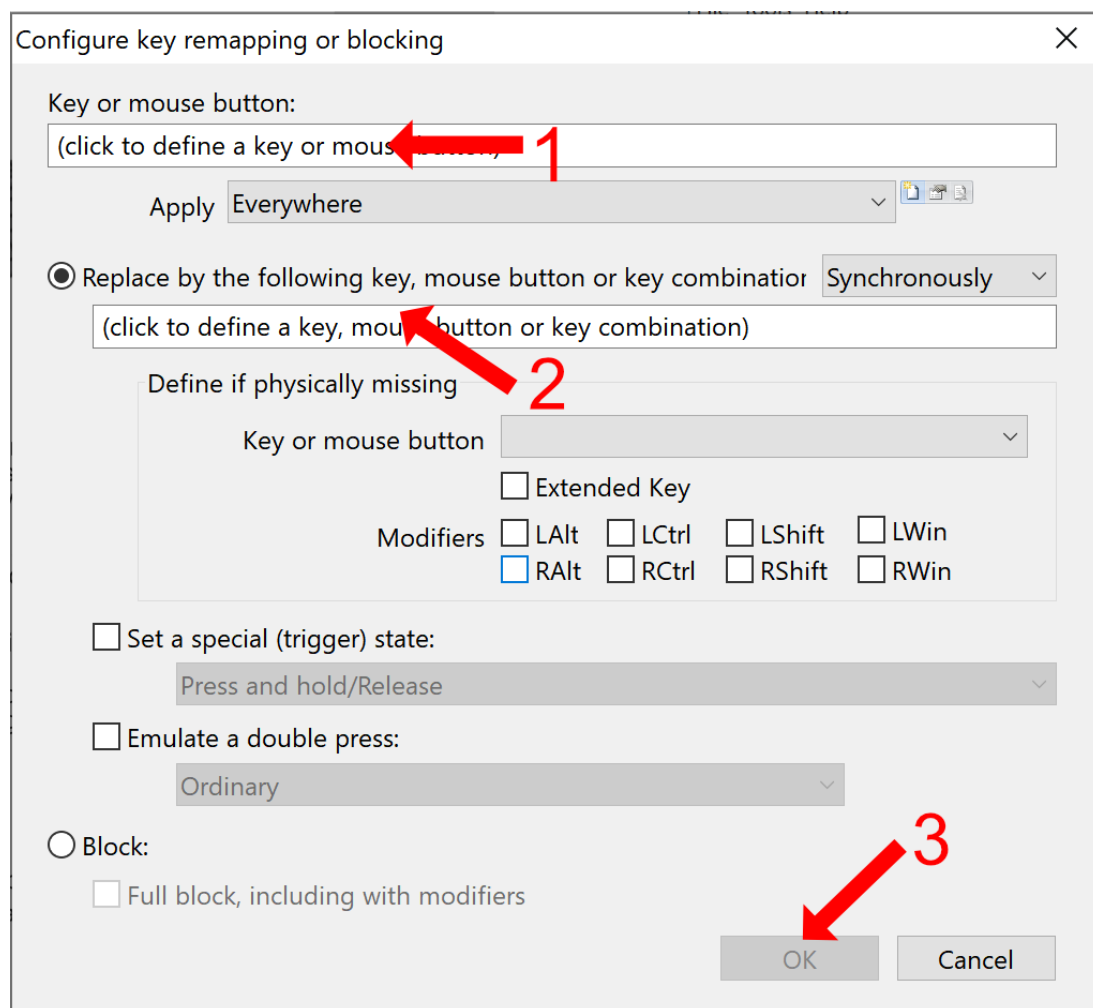 Configure key remapping or blocking
Key or mouse button:
(click to define a key or mouse button)
1
Apply Everywhere
Replace by the following key, mouse button or key combination Synchronously
(click to define a key, mouse button or key combination)
2
Define if physically missing
Key or mouse button
Extended Key
Modifiers LAlt LCtrl LShift LWin
RAlt RCtrl RShift RWin
Set a special (trigger) state:
Press and hold/Release
Emulate a double press:
Ordinary
Block:
3
Full block, including with modifiers
OK Cancel